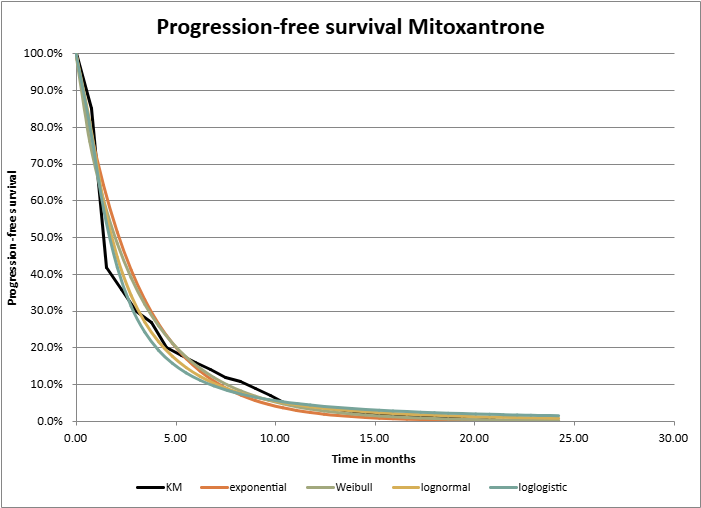 Progression-free survival Mitoxantrone
100.0%
90.0%
80.0%
70.0%
60.0%
50.0%
40.0%
30.0%
20.0%
10.0%
0.0%
Progression-free survival
0.00 5.00 10.00 15.00 20.00 25.00 30.00
Time in months
KM exponential Weibull lognormal loglogistic